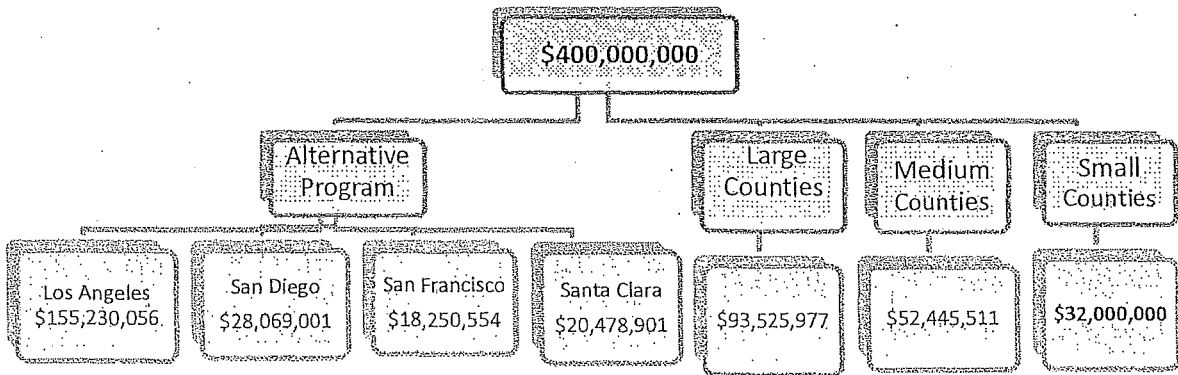 $400,000,000
Alternative
Program
Large
Counties
Medium
Counties
Small
Counties
Los Angeles
$155,230,056
San Diego
$28,069,001
San Francisco
$18,250,554
Santa Clara
$20,478,901
$93,525,977
$52,445,511
$32,000,000